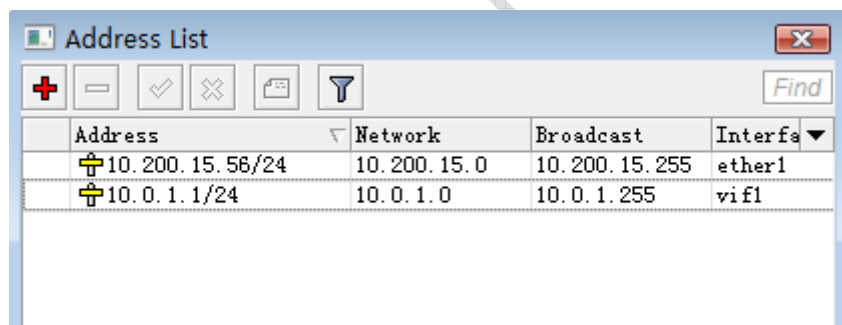 Address List
Find
Address Network Broadcast Interfa
10.200.15.56/24 10.200.15.0 10.200.15.255 ether1
10.0.1.1/24 10.0.1.0 10.0.1.255 vif1